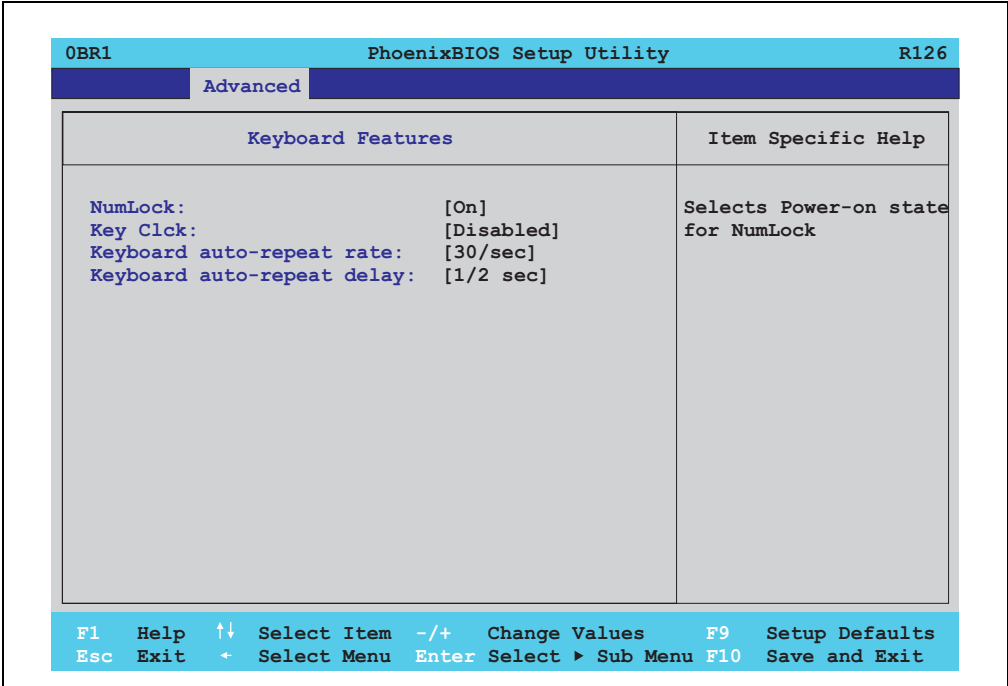 0BR1 PhoenixBIOS Setup Utility R126
Advanced
Keyboard Features
Item Specific Help
NumLock: [On]
Key Clck: [Disabled]
Keyboard auto-repeat rate: [30/sec]
Keyboard auto-repeat delay: [1/2 sec]
Selects Power-on state
for NumLock
F1 Help ↑↓ Select Item -/+ Change Values F9 Setup Defaults
Esc Exit ← Select Menu Enter Select ▶ Sub Menu F10 Save and Exit